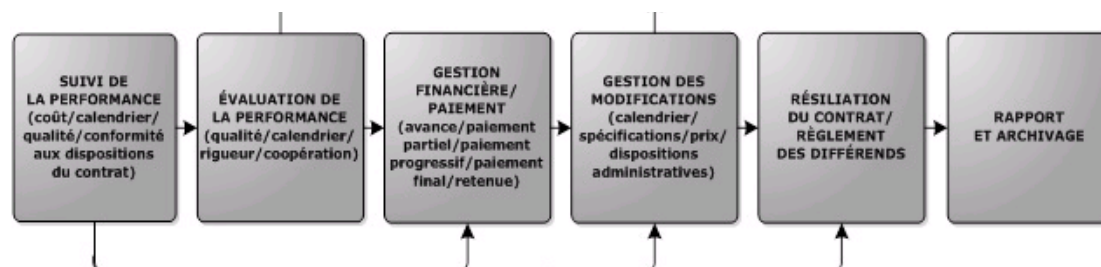 SUIVI DE
LA PERFORMANCE
(coût/calendrier/
qualité/conformité
aux dispositions
du contrat)
ÉVALUATION DE
LA PERFORMANCE
(qualité/calendrier/
rigueur/coopération)
GESTION
FINANCIÈRE/
PAIEMENT
(avance/paiement
partiel/paiement
progressif/paiement
final/retenue)
GESTION DES
MODIFICATIONS
(calendrier/
spécifications/prix/
dispositions
administratives)
RÉSILIATION
DU CONTRAT/
RÈGLEMENT
DES DIFFÉRENDS
RAPPORT
ET ARCHIVAGE